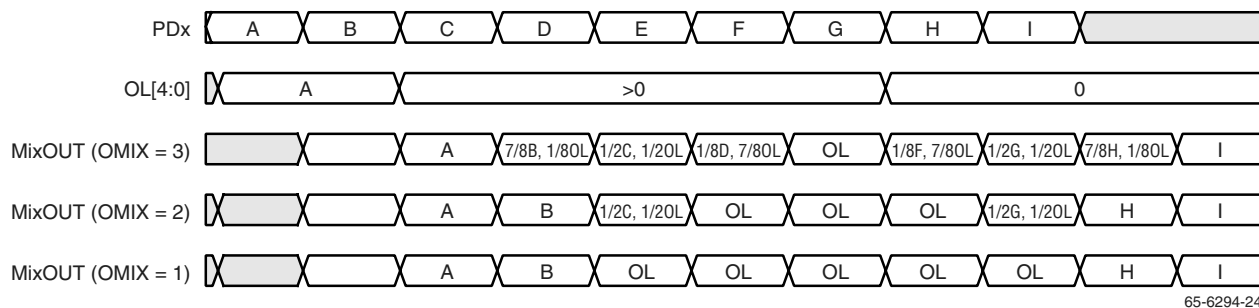 PDx A B C D E F G H I
OL[4:0] A >0 0
MixOUT (OMIX = 3) A 7/8B, 1/8OL 1/2C, 1/2OL 1/8D, 7/8OL OL 1/8F, 7/8OL 1/2G, 1/2OL 7/8H, 1/8OL I
MixOUT (OMIX = 2) A B 1/2C, 1/2OL OL OL OL 1/2G, 1/2OL H I
MixOUT (OMIX = 1) A B OL OL OL OL OL H I
65-6294-24